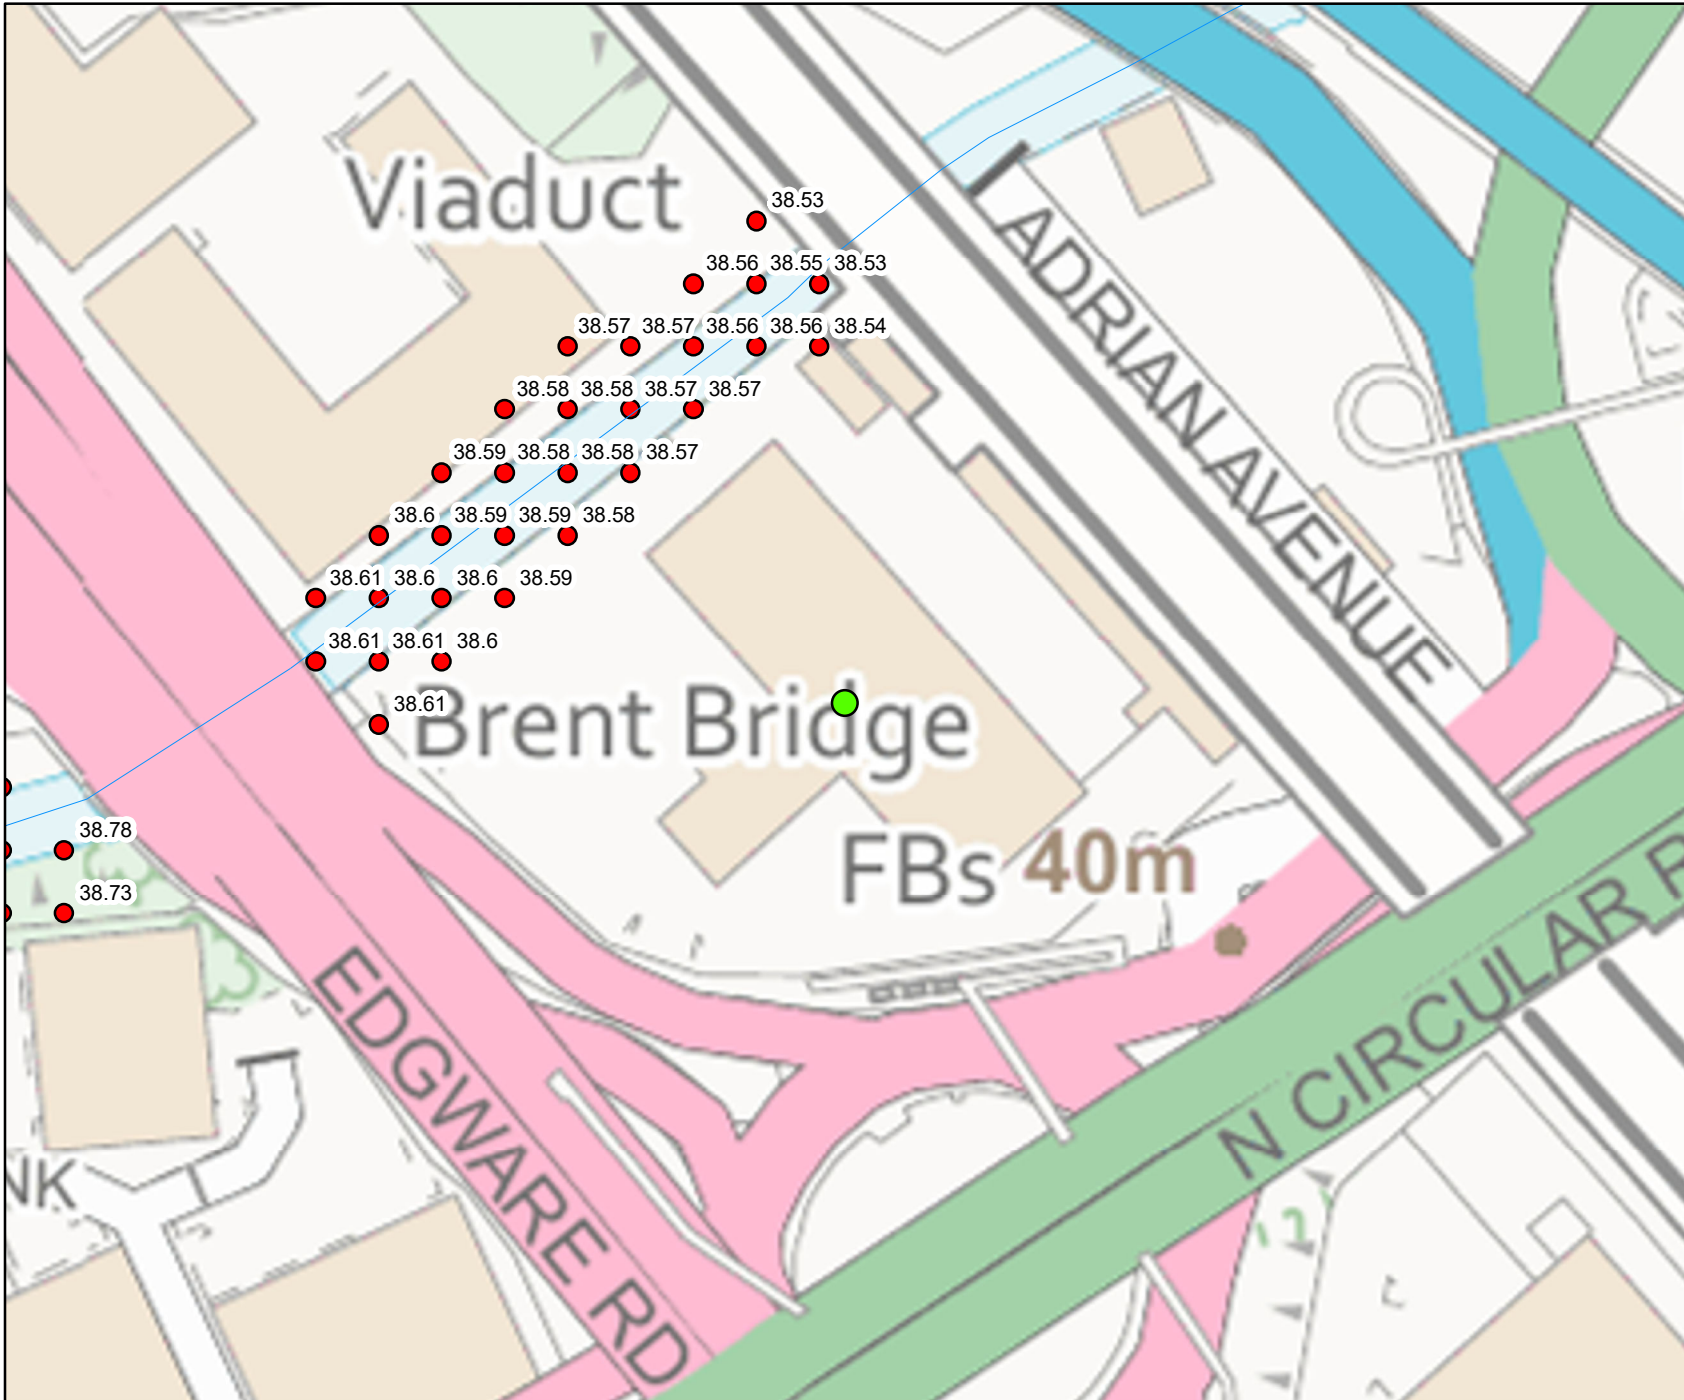 Viaduct
38.53
38.56 38.55 38.53
38.57 38.57 38.56 38.56 38.54
38.58 38.58 38.57 38.57
38.59 38.58 38.58 38.57
38.6 38.59 38.59 38.58
38.61 38.6 38.6 38.59
38.61 38.61 38.6
38.61
ADRIAN AVENUE
Brent Bridge
38.78
FBs 40m
38.73
EDGWARE RD
N CIRCULAR R
NK